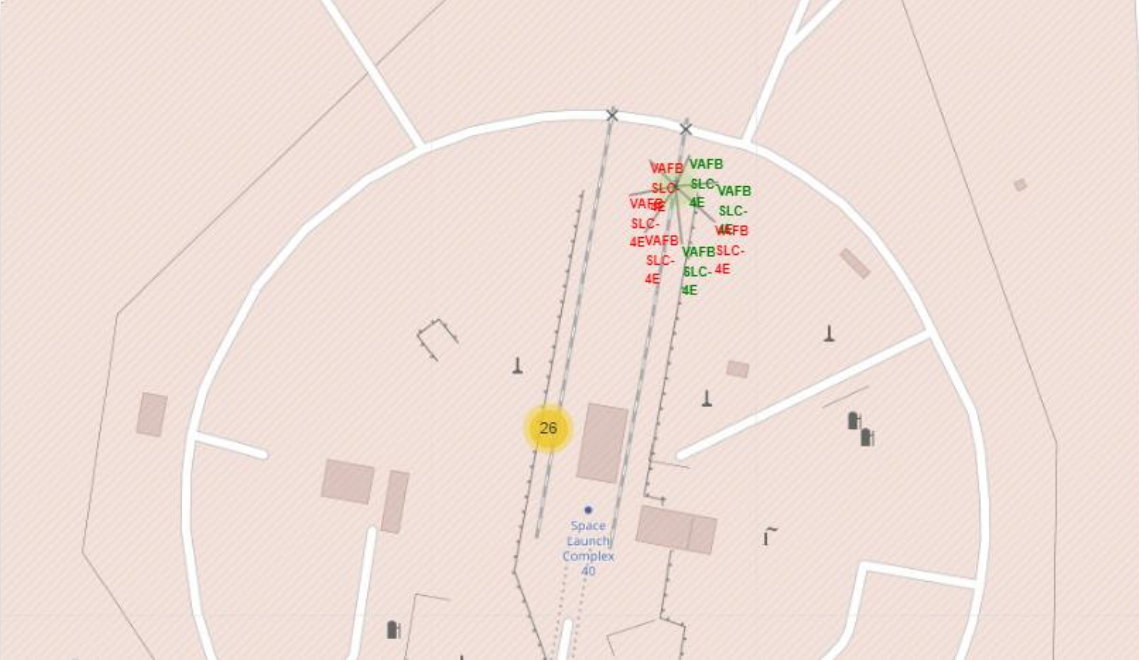 VAFB
SLC-
4E
VAFB
SLC-
4E
VAFB
SLC-
4E
VAFB
SLC-
4E
VAFB
SLC-
4E
VAFB
SLC-
4E
VAFB
SLC-
4E
26
Space
Launch
Complex
40